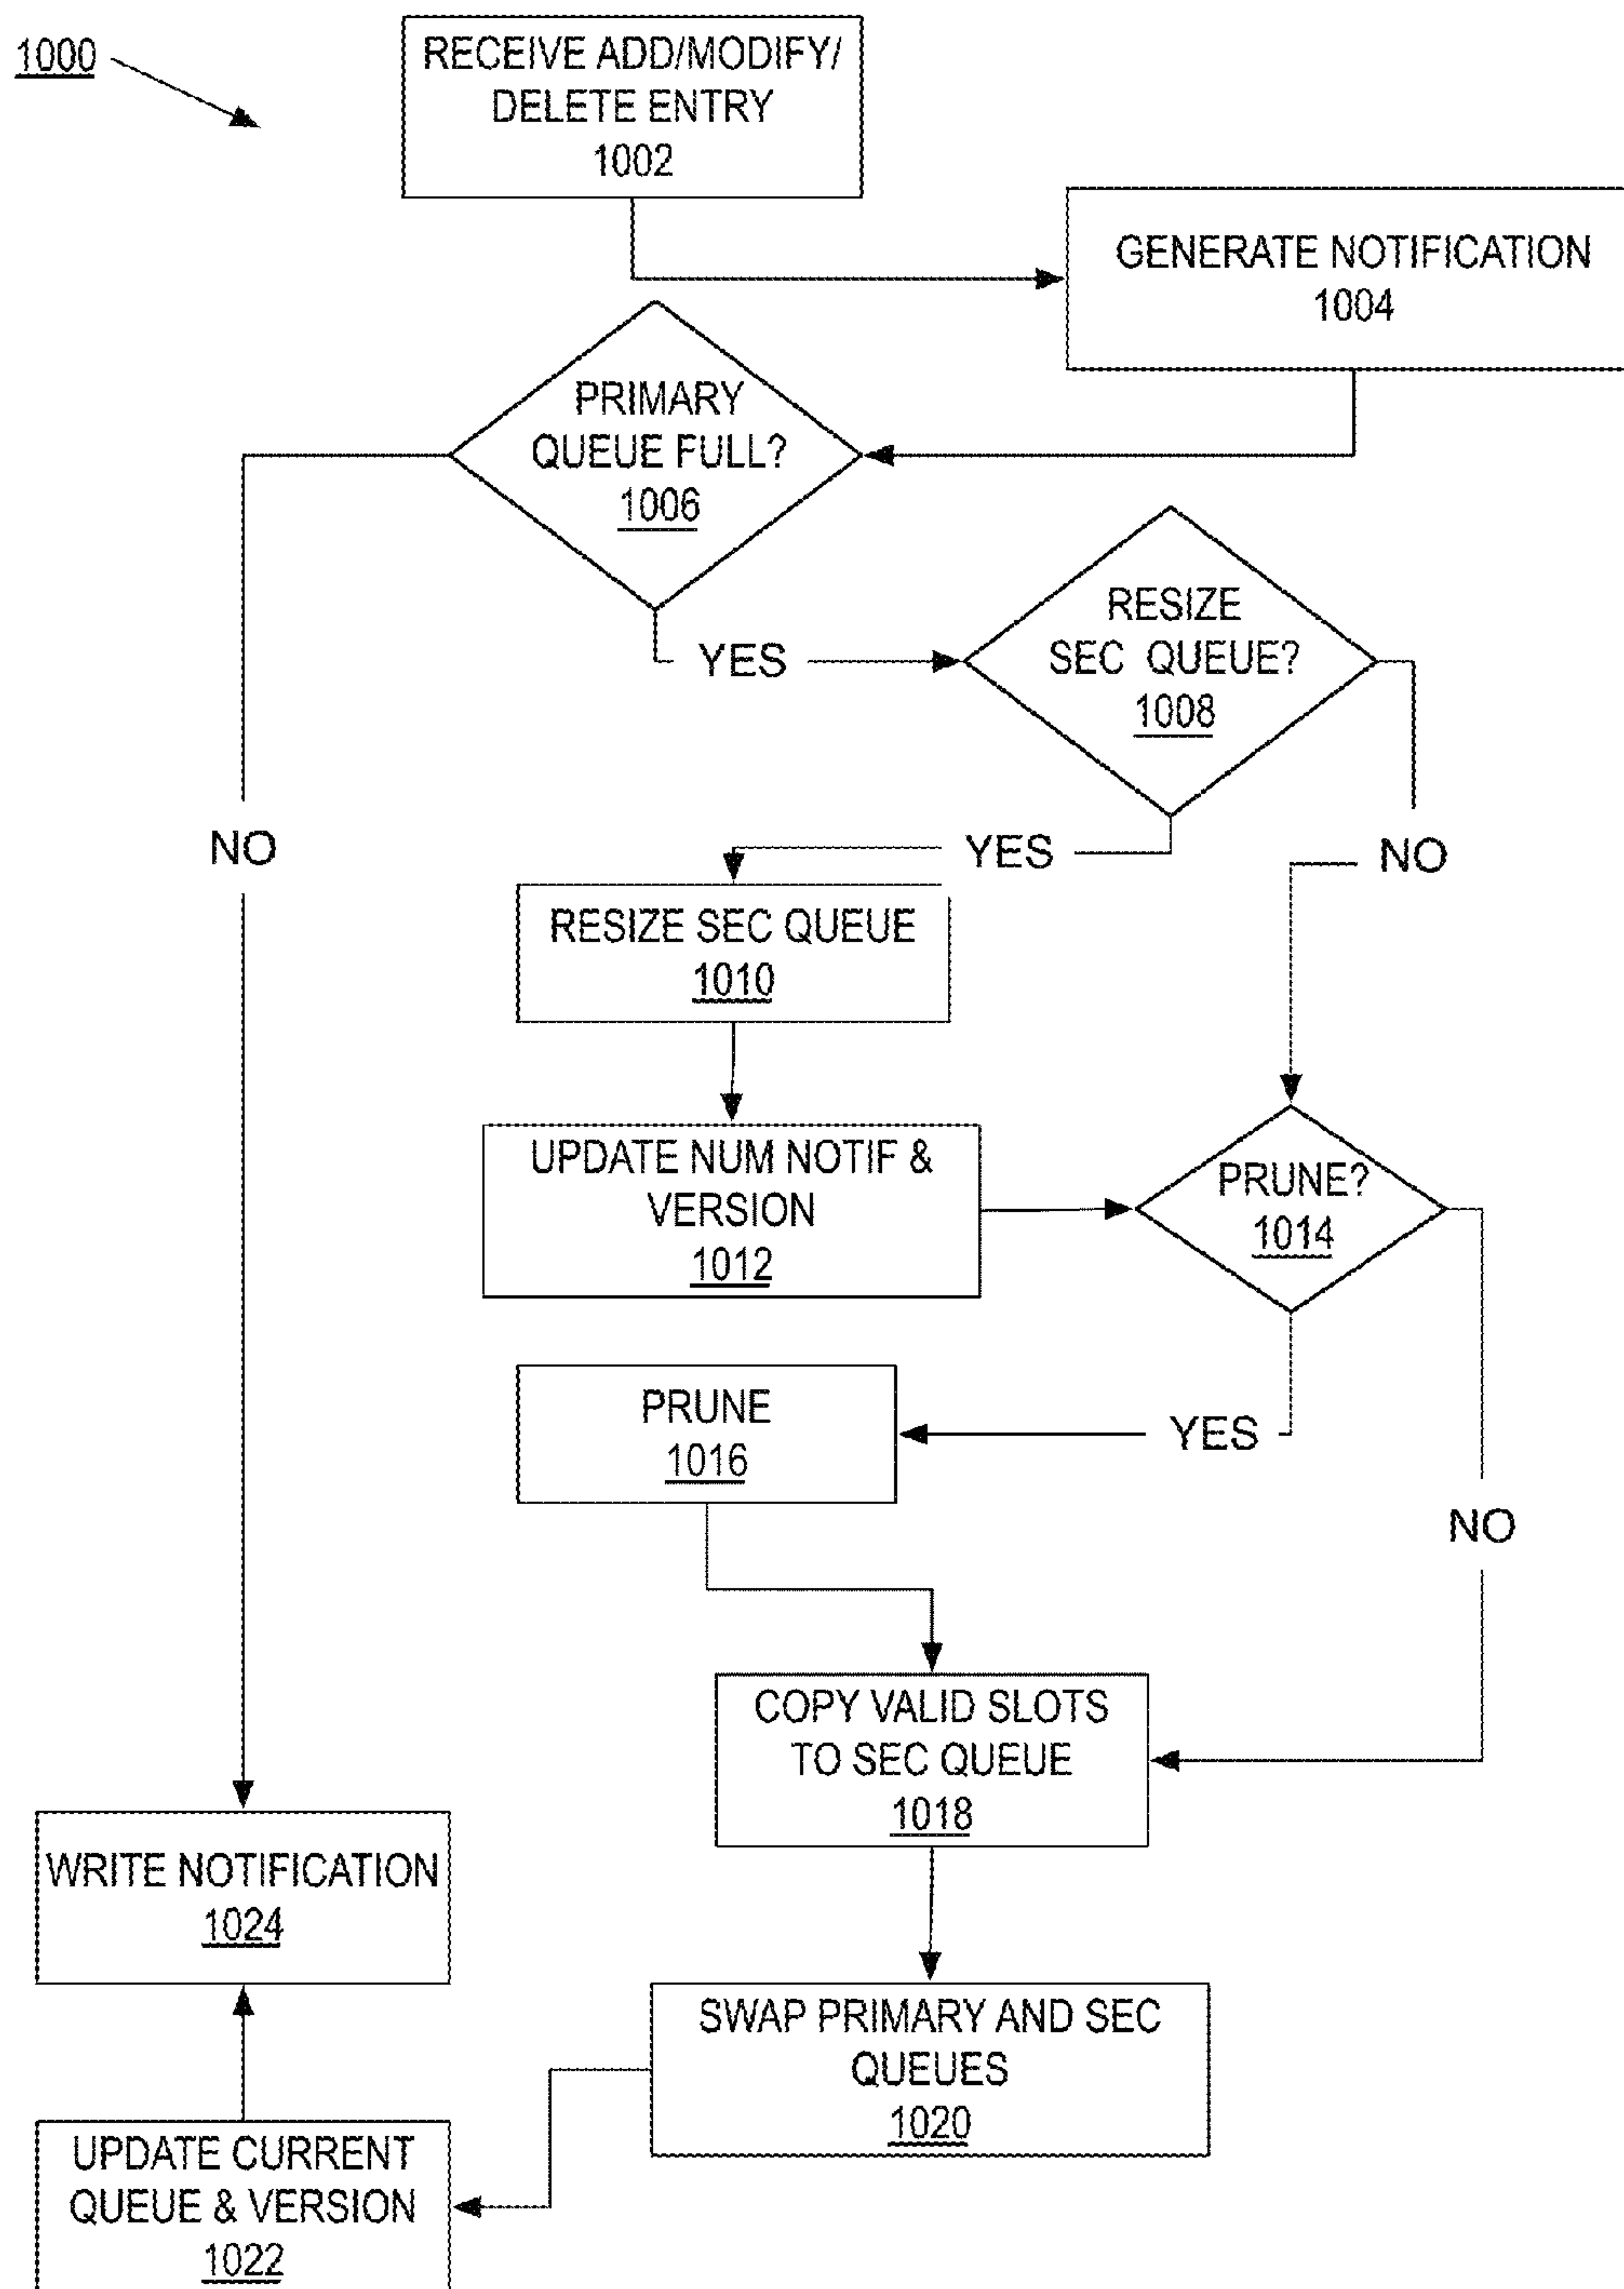 1000
RECEIVE ADD/MODIFY/
DELETE ENTRY
1002
GENERATE NOTIFICATION
1004
PRIMARY
QUEUE FULL?
1006
RESIZE
SEC QUEUE?
1008
YES
NO
YES
NO
RESIZE SEC QUEUE
1010
UPDATE NUM NOTIF &
VERSION
1012
PRUNE?
1014
PRUNE
1016
YES
NO
COPY VALID SLOTS
TO SEC QUEUE
1018
WRITE NOTIFICATION
1024
SWAP PRIMARY AND SEC
QUEUES
1020
UPDATE CURRENT
QUEUE & VERSION
1022